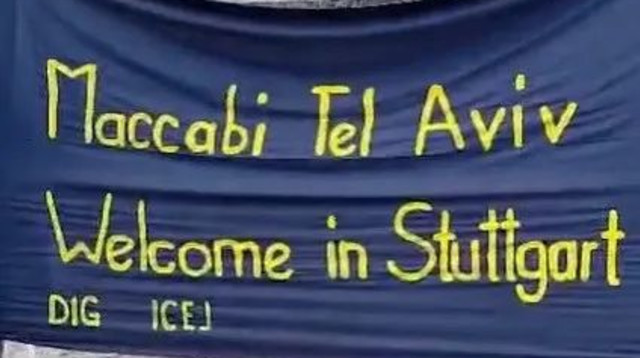 Maccabi Tel Aviv
Welcome in Stuttgart
DIG ICEJ